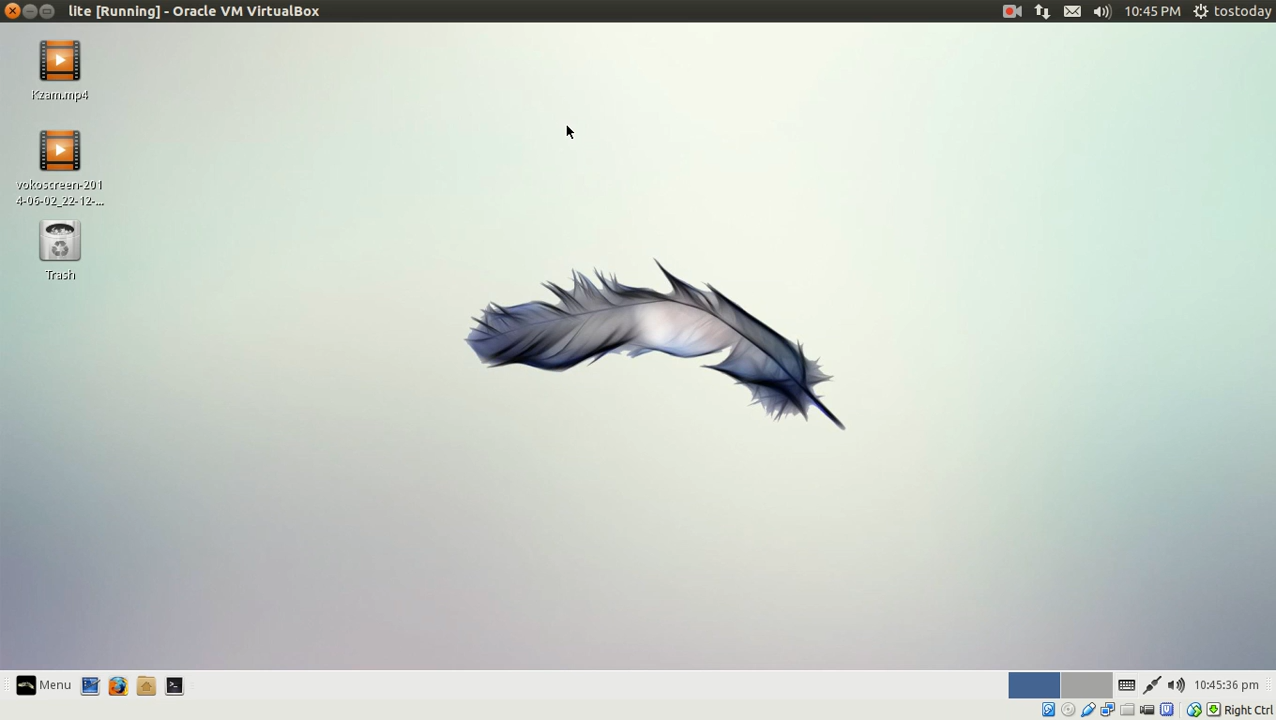 lite [Running] - Oracle VM VirtualBox
10:45 PM
tostoday
Kzam.mp4
vokoscreen-201
4-06-02_22-12-...
Trash
Menu
10:45:36 pm
Right Ctrl